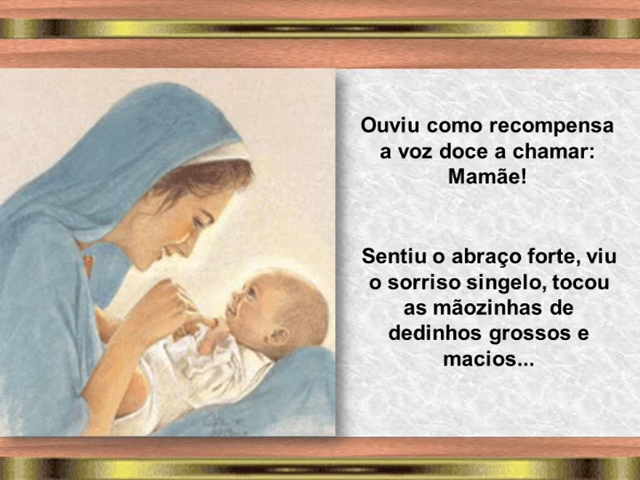 Ouviu como recompensa
a voz doce a chamar:
Mamãe!
Sentiu o abraço forte, viu
o sorriso singelo, tocou
as mãozinhas de
dedinhos grossos e
macios...